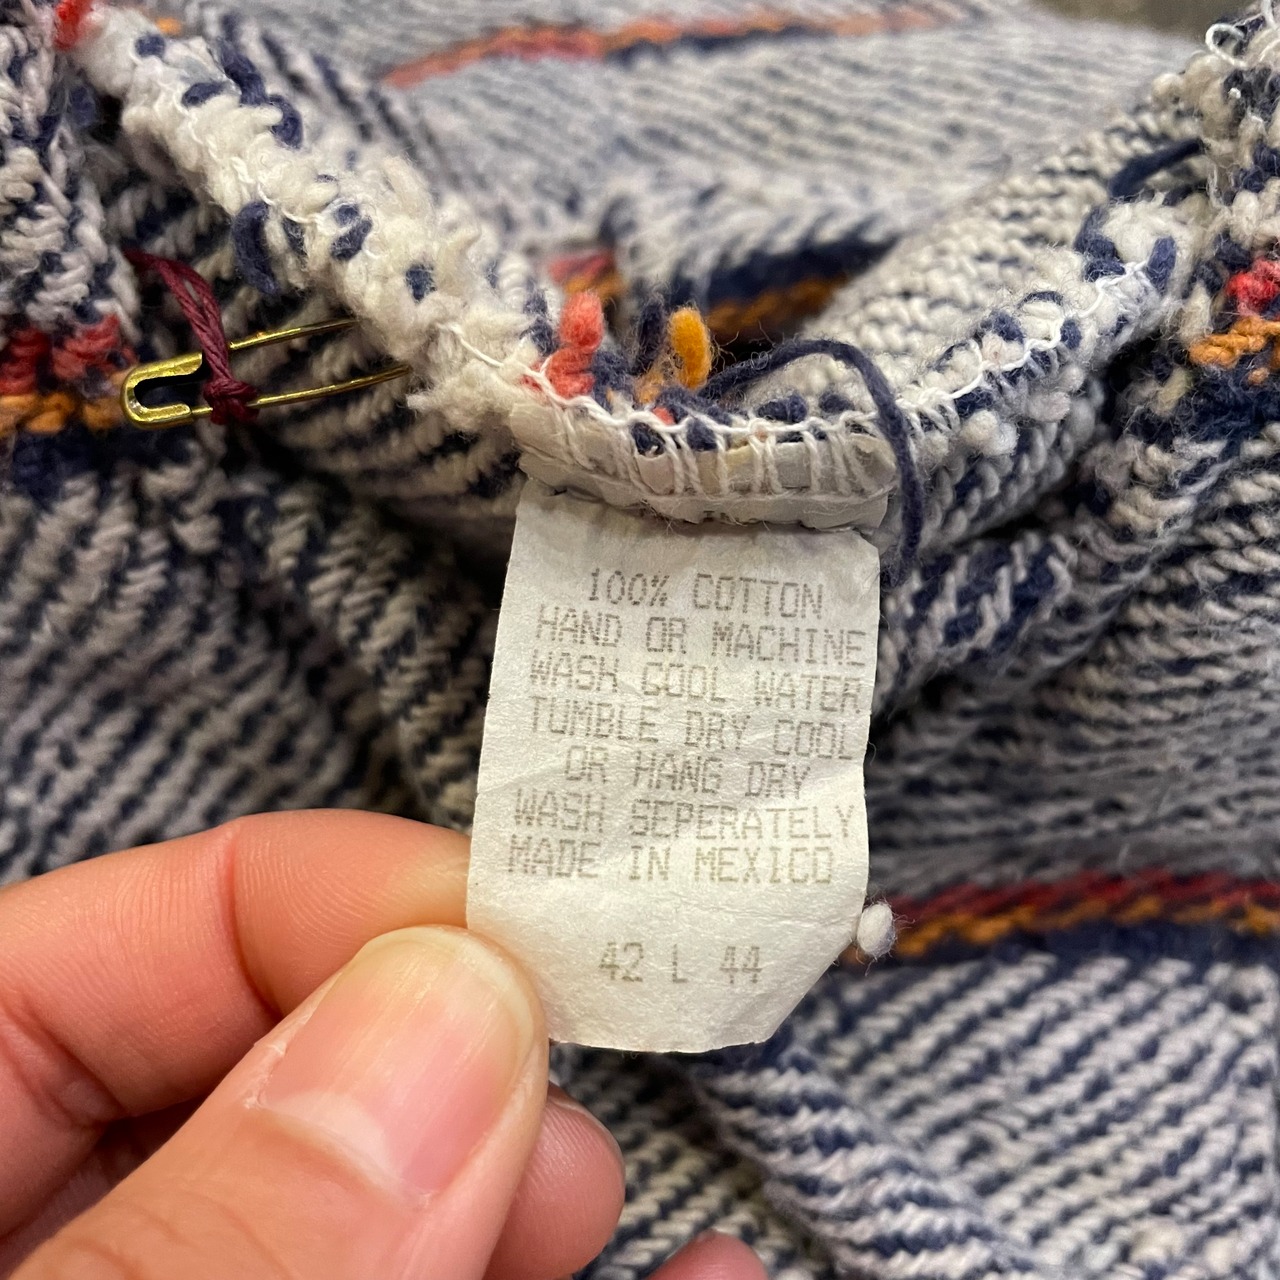 100% COTTON
HAND OR MACHINE
WASH COOL WATER
TUMBLE DRY COOL
OR HANG DRY
WASH SEPERATELY
MADE IN MEXICO
42 L 44